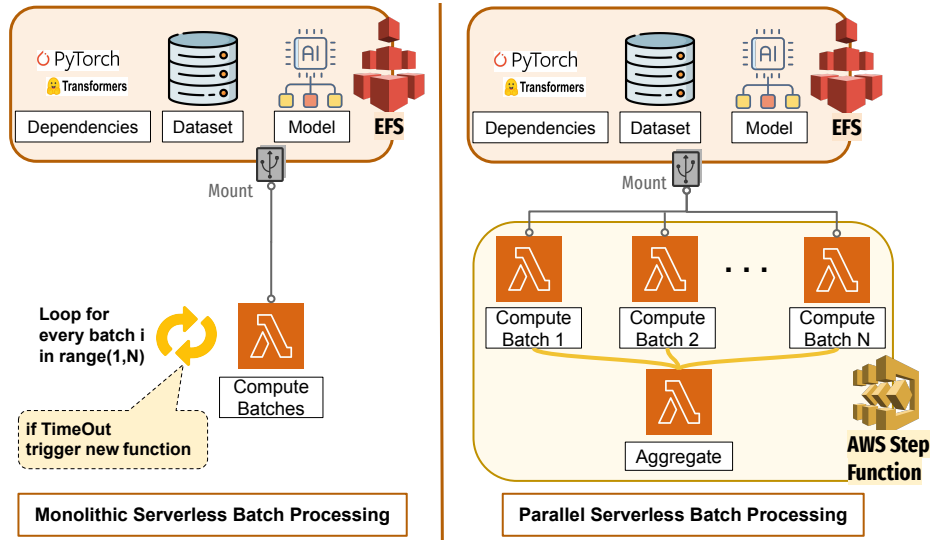 PyTorch
Transformers
AI
Dependencies
Dataset
Model
EFS
Mount
Loop for
every batch i
in range(1,N)
Compute
Batches
if TimeOut
trigger new function
Monolithic Serverless Batch Processing
PyTorch
Transformers
AI
Dependencies
Dataset
Model
EFS
Mount
Compute
Batch 1
Compute
Batch 2
. . .
Compute
Batch N
Aggregate
AWS Step
Function
Parallel Serverless Batch Processing